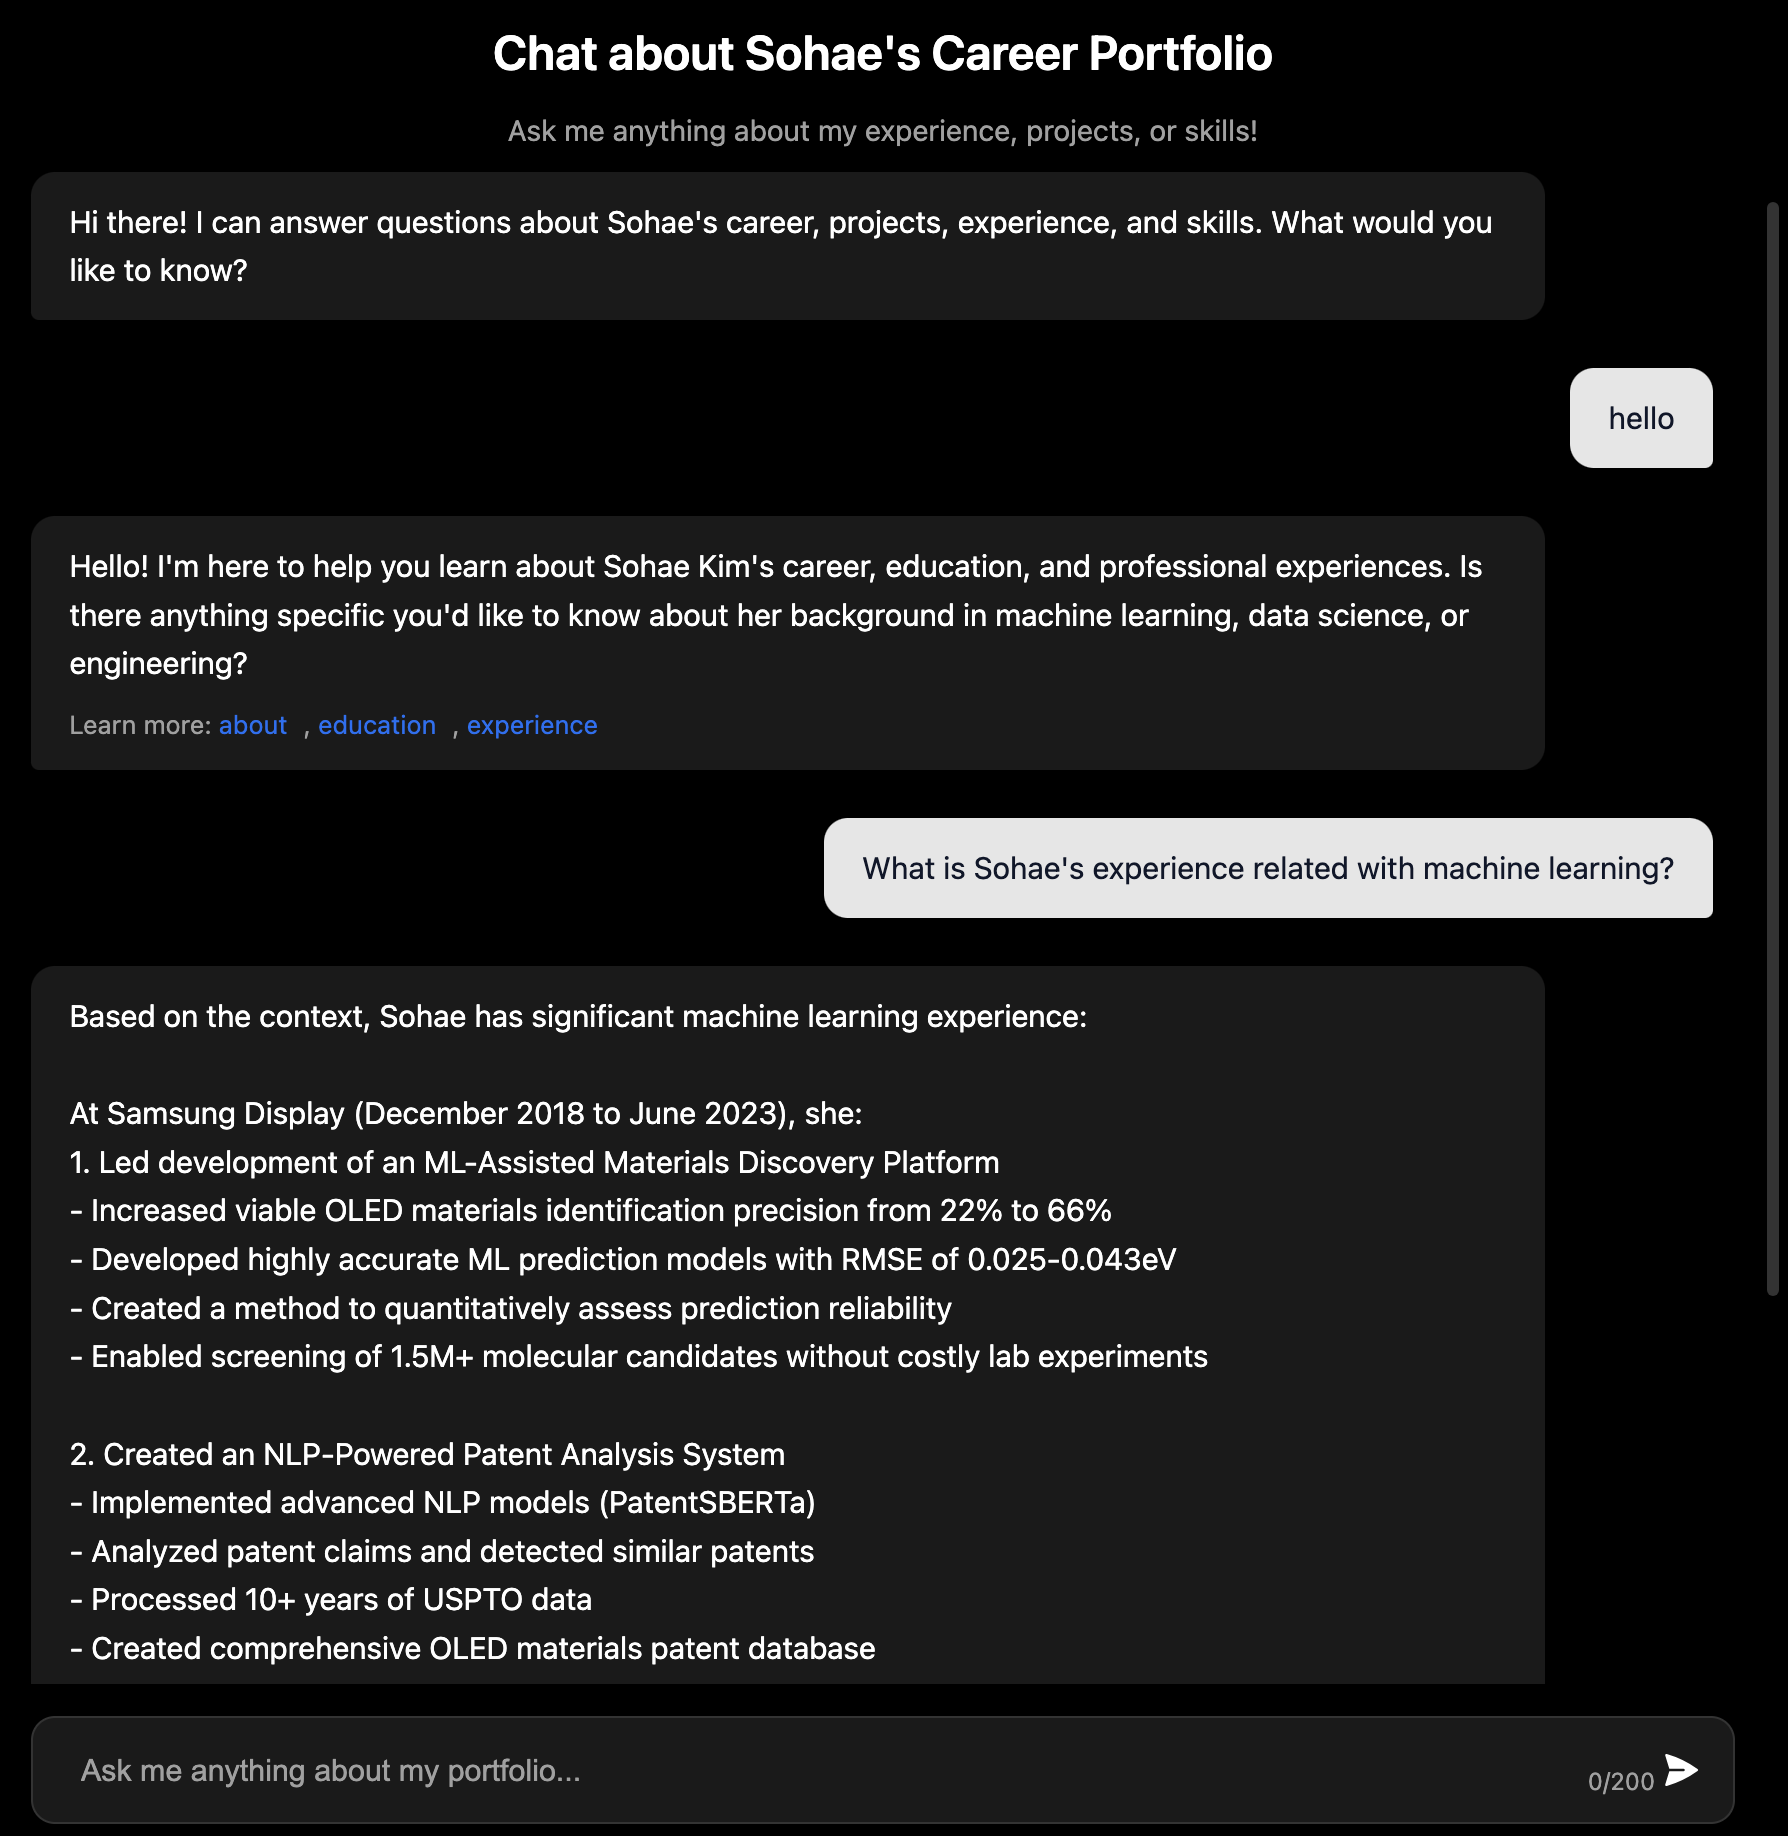 Chat about Sohae's Career Portfolio
Ask me anything about my experience, projects, or skills!
Hi there! I can answer questions about Sohae's career, projects, experience, and skills. What would you
like to know?
hello
Hello! I'm here to help you learn about Sohae Kim's career, education, and professional experiences. Is
there anything specific you'd like to know about her background in machine learning, data science, or
engineering?
Learn more: about , education , experience
What is Sohae's experience related with machine learning?
Based on the context, Sohae has significant machine learning experience:
At Samsung Display (December 2018 to June 2023), she:
1. Led development of an ML-Assisted Materials Discovery Platform
- Increased viable OLED materials identification precision from 22% to 66%
- Developed highly accurate ML prediction models with RMSE of 0.025-0.043eV
- Created a method to quantitatively assess prediction reliability
- Enabled screening of 1.5M+ molecular candidates without costly lab experiments
2. Created an NLP-Powered Patent Analysis System
- Implemented advanced NLP models (PatentSBERTa)
- Analyzed patent claims and detected similar patents
- Processed 10+ years of USPTO data
- Created comprehensive OLED materials patent database
Ask me anything about my portfolio...
0/200